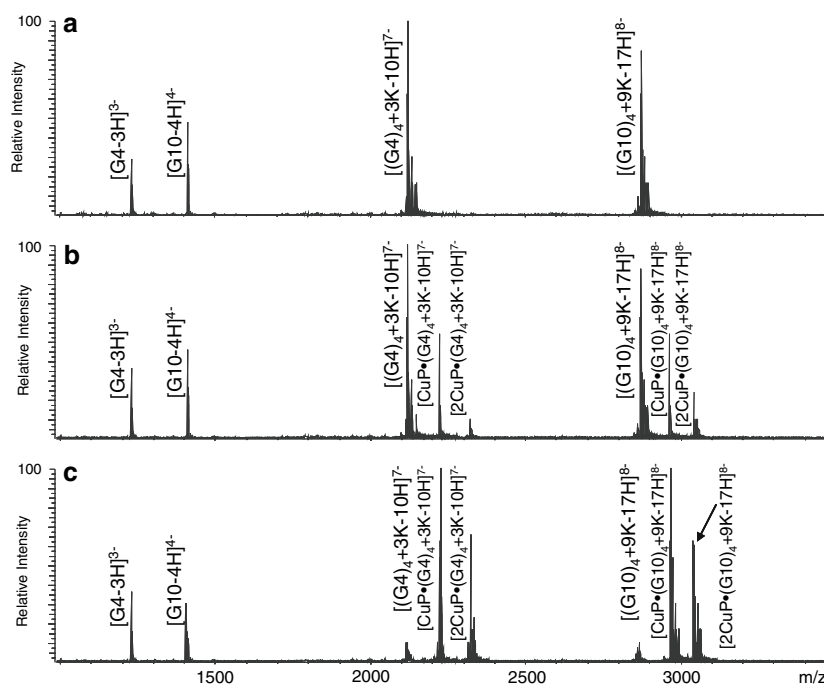 a
100
Relative Intensity
[G4-3H]³⁻
[G10-4H]⁴⁻
[(G4)₄+3K-10H]⁷⁻
[(G10)₄+9K-17H]⁸⁻
b
100
Relative Intensity
[G4-3H]³⁻
[G10-4H]⁴⁻
[(G4)₄+3K-10H]⁷⁻
[CuP•(G4)₄+3K-10H]⁷⁻
[2CuP•(G4)₄+3K-10H]⁷⁻
[(G10)₄+9K-17H]⁸⁻
[CuP•(G10)₄+9K-17H]⁸⁻
[2CuP•(G10)₄+9K-17H]⁸⁻
c
100
Relative Intensity
[G4-3H]³⁻
[G10-4H]⁴⁻
[(G4)₄+3K-10H]⁷⁻
[CuP•(G4)₄+3K-10H]⁷⁻
[2CuP•(G4)₄+3K-10H]⁷⁻
[(G10)₄+9K-17H]⁸⁻
[CuP•(G10)₄+9K-17H]⁸⁻
[2CuP•(G10)₄+9K-17H]⁸⁻
1500 2000 2500 3000 m/z